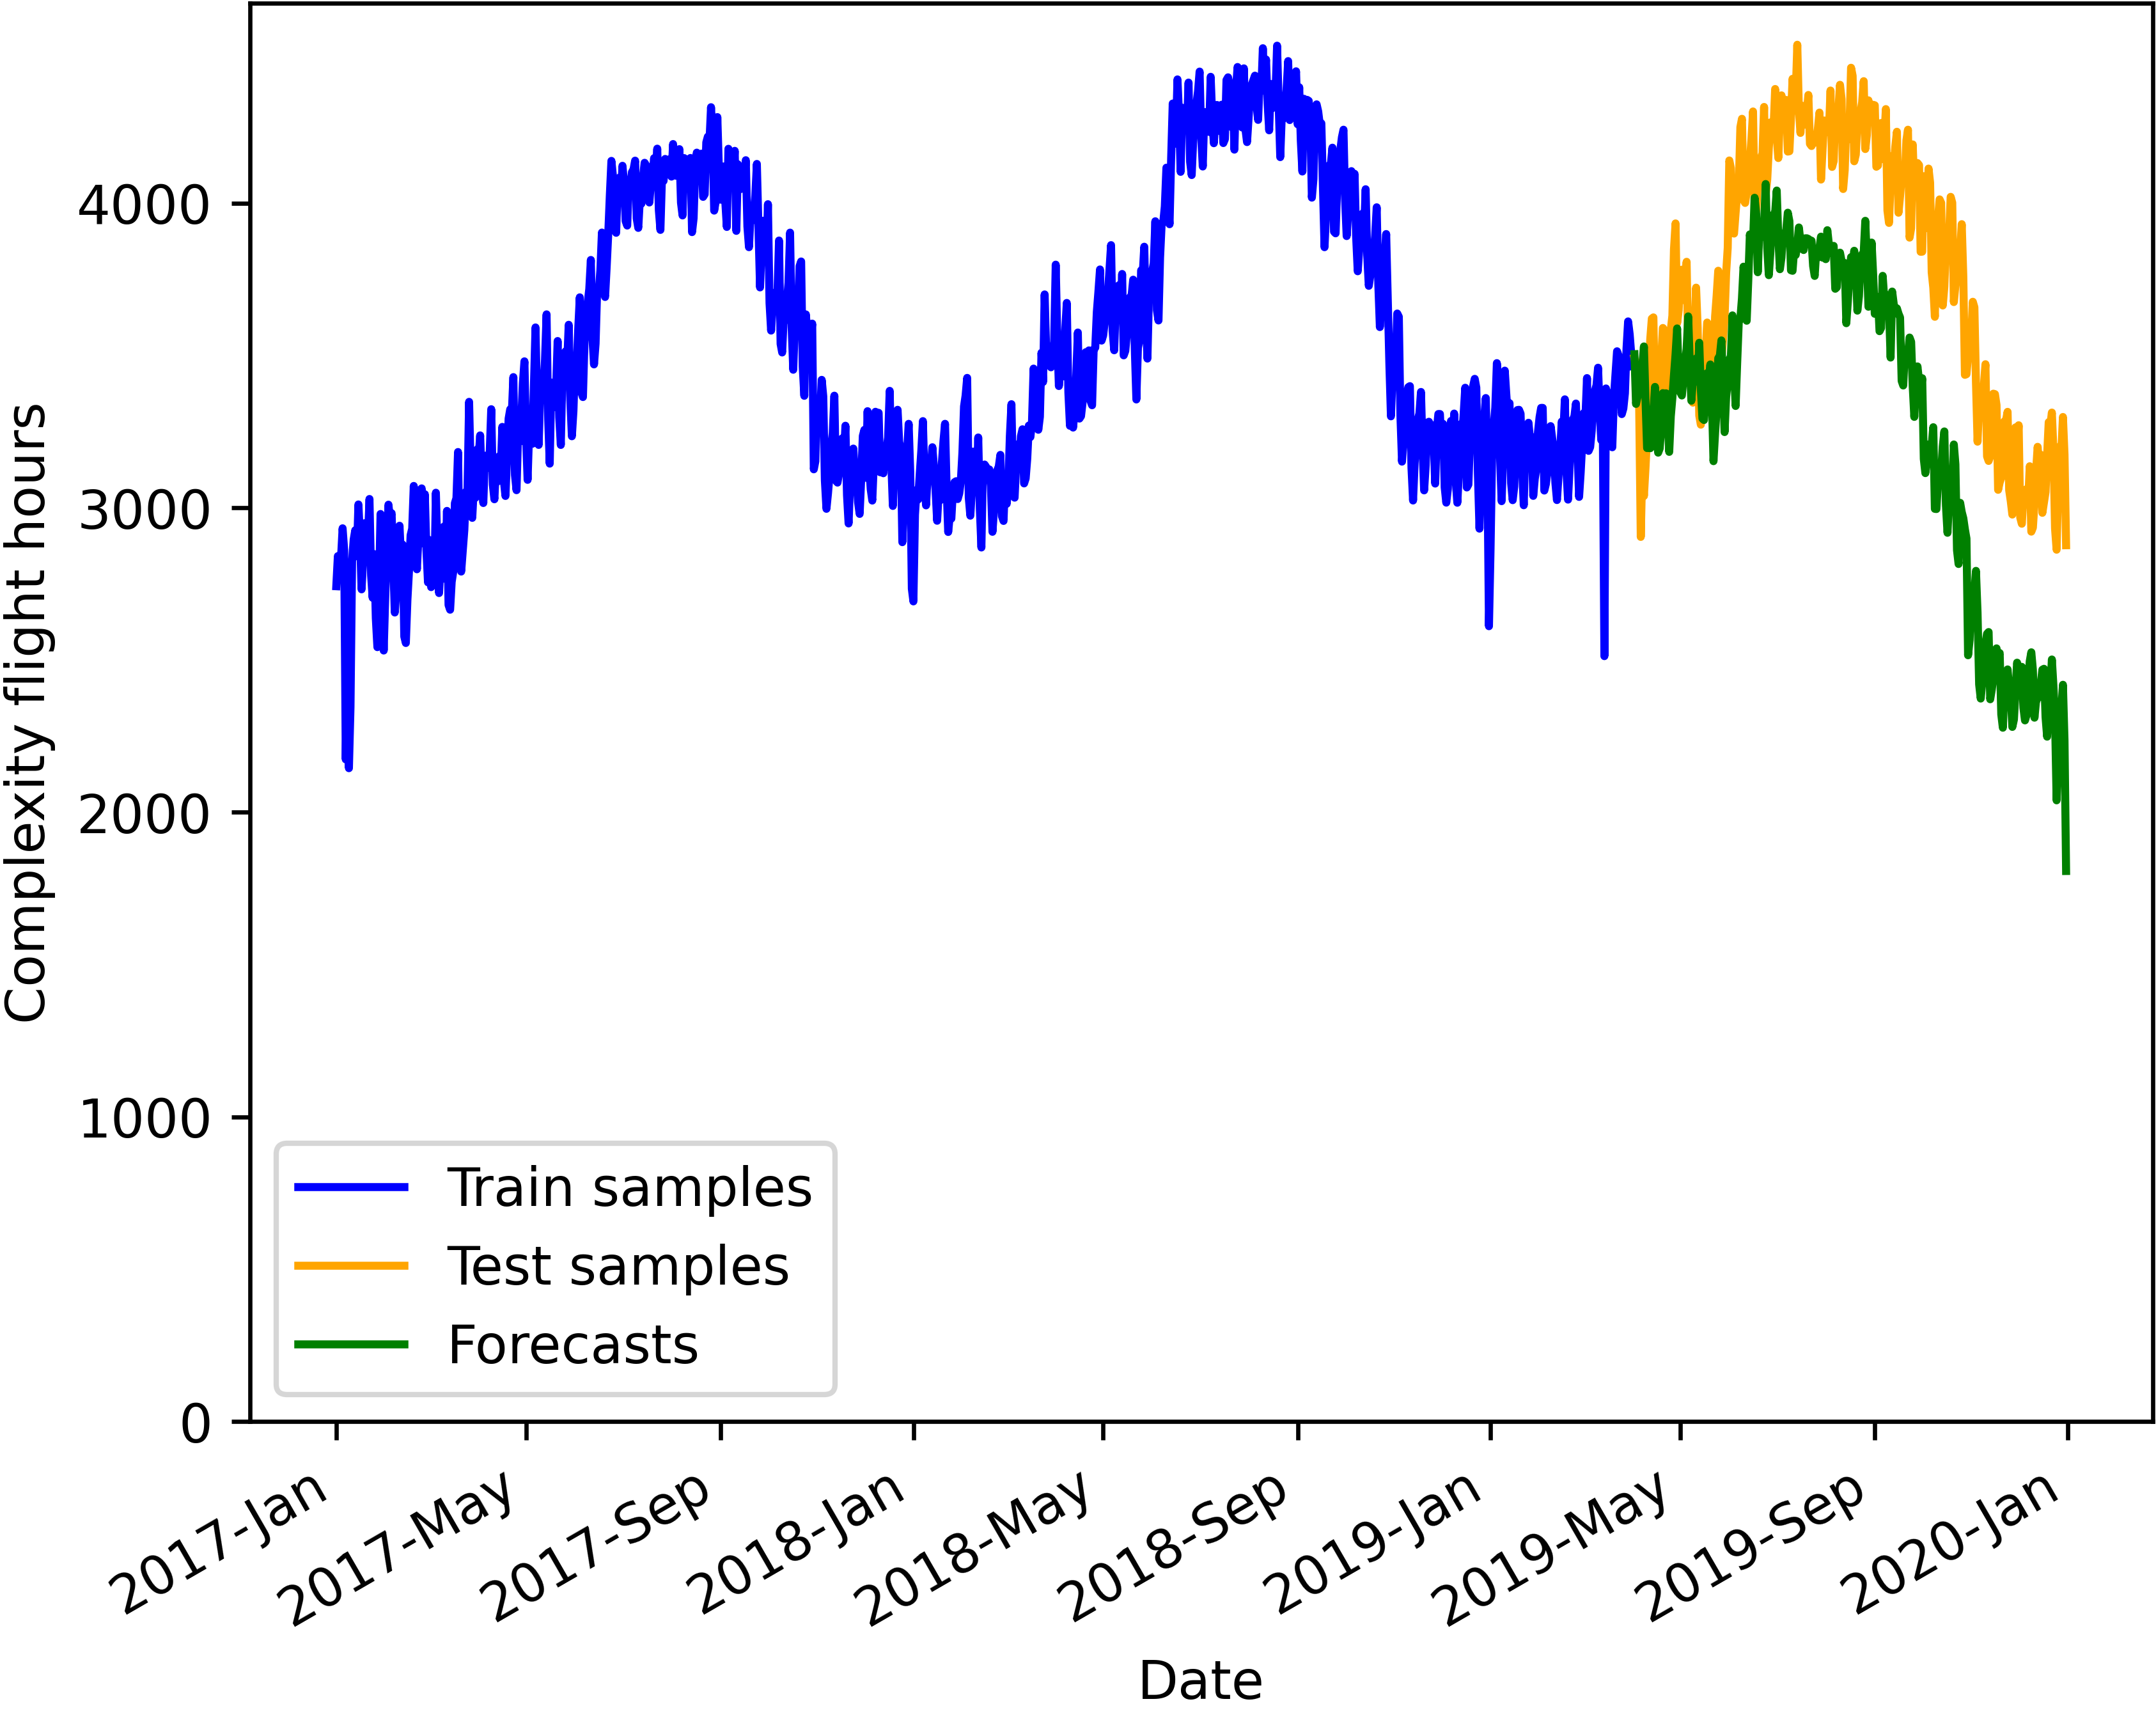 Complexity flight hours
4000
3000
2000
1000
0
Train samples
Test samples
Forecasts
2017-Jan
2017-May
2017-Sep
2018-Jan
2018-May
2018-Sep
2019-Jan
2019-May
2019-Sep
2020-Jan
Date